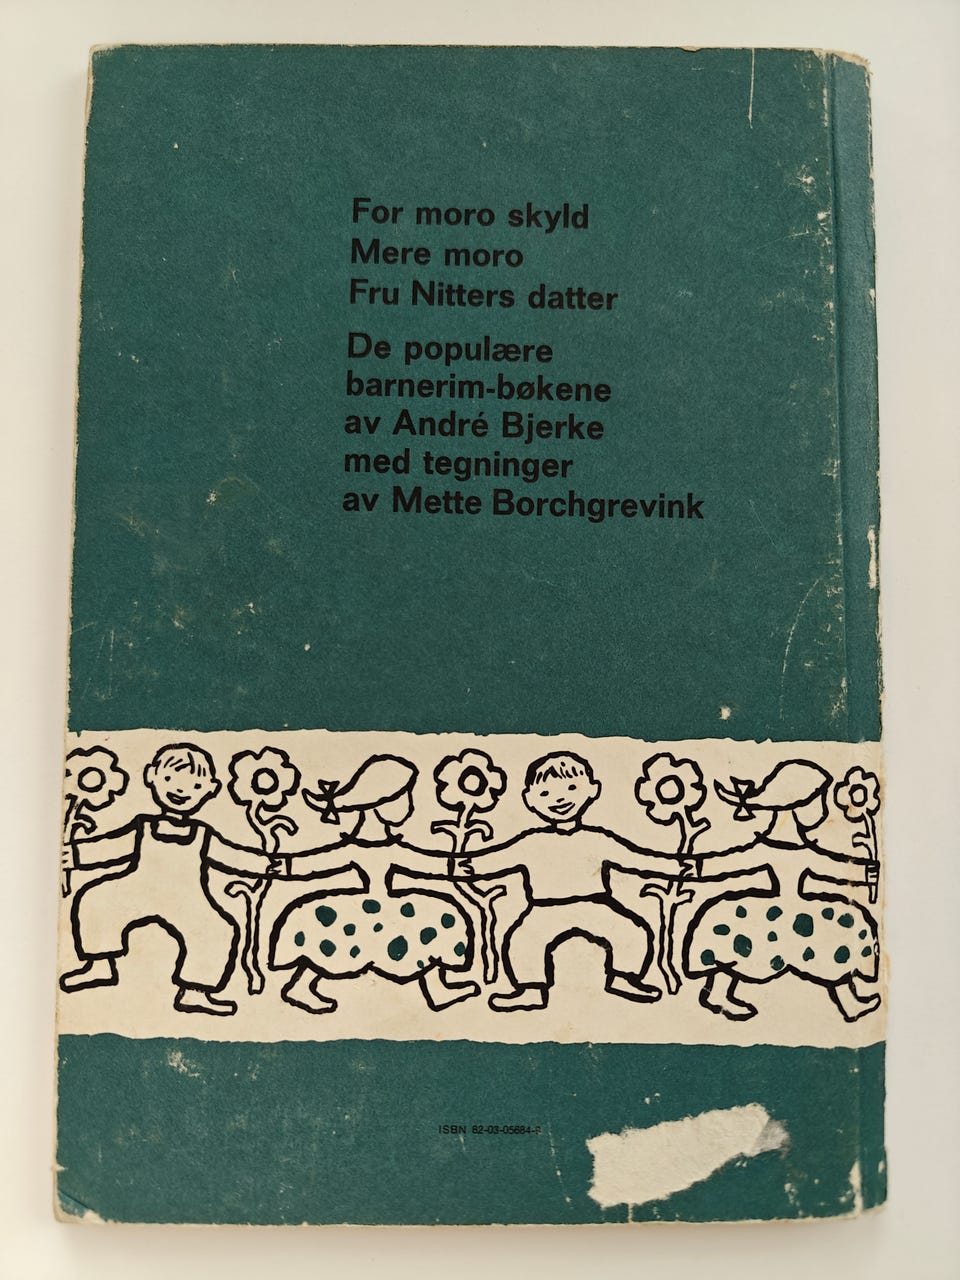 For moro skyld
Mere moro
Fru Nitters datter
De populære
barnerim-bøkene
av André Bjerke
med tegninger
av Mette Borchgrevink
ISBN